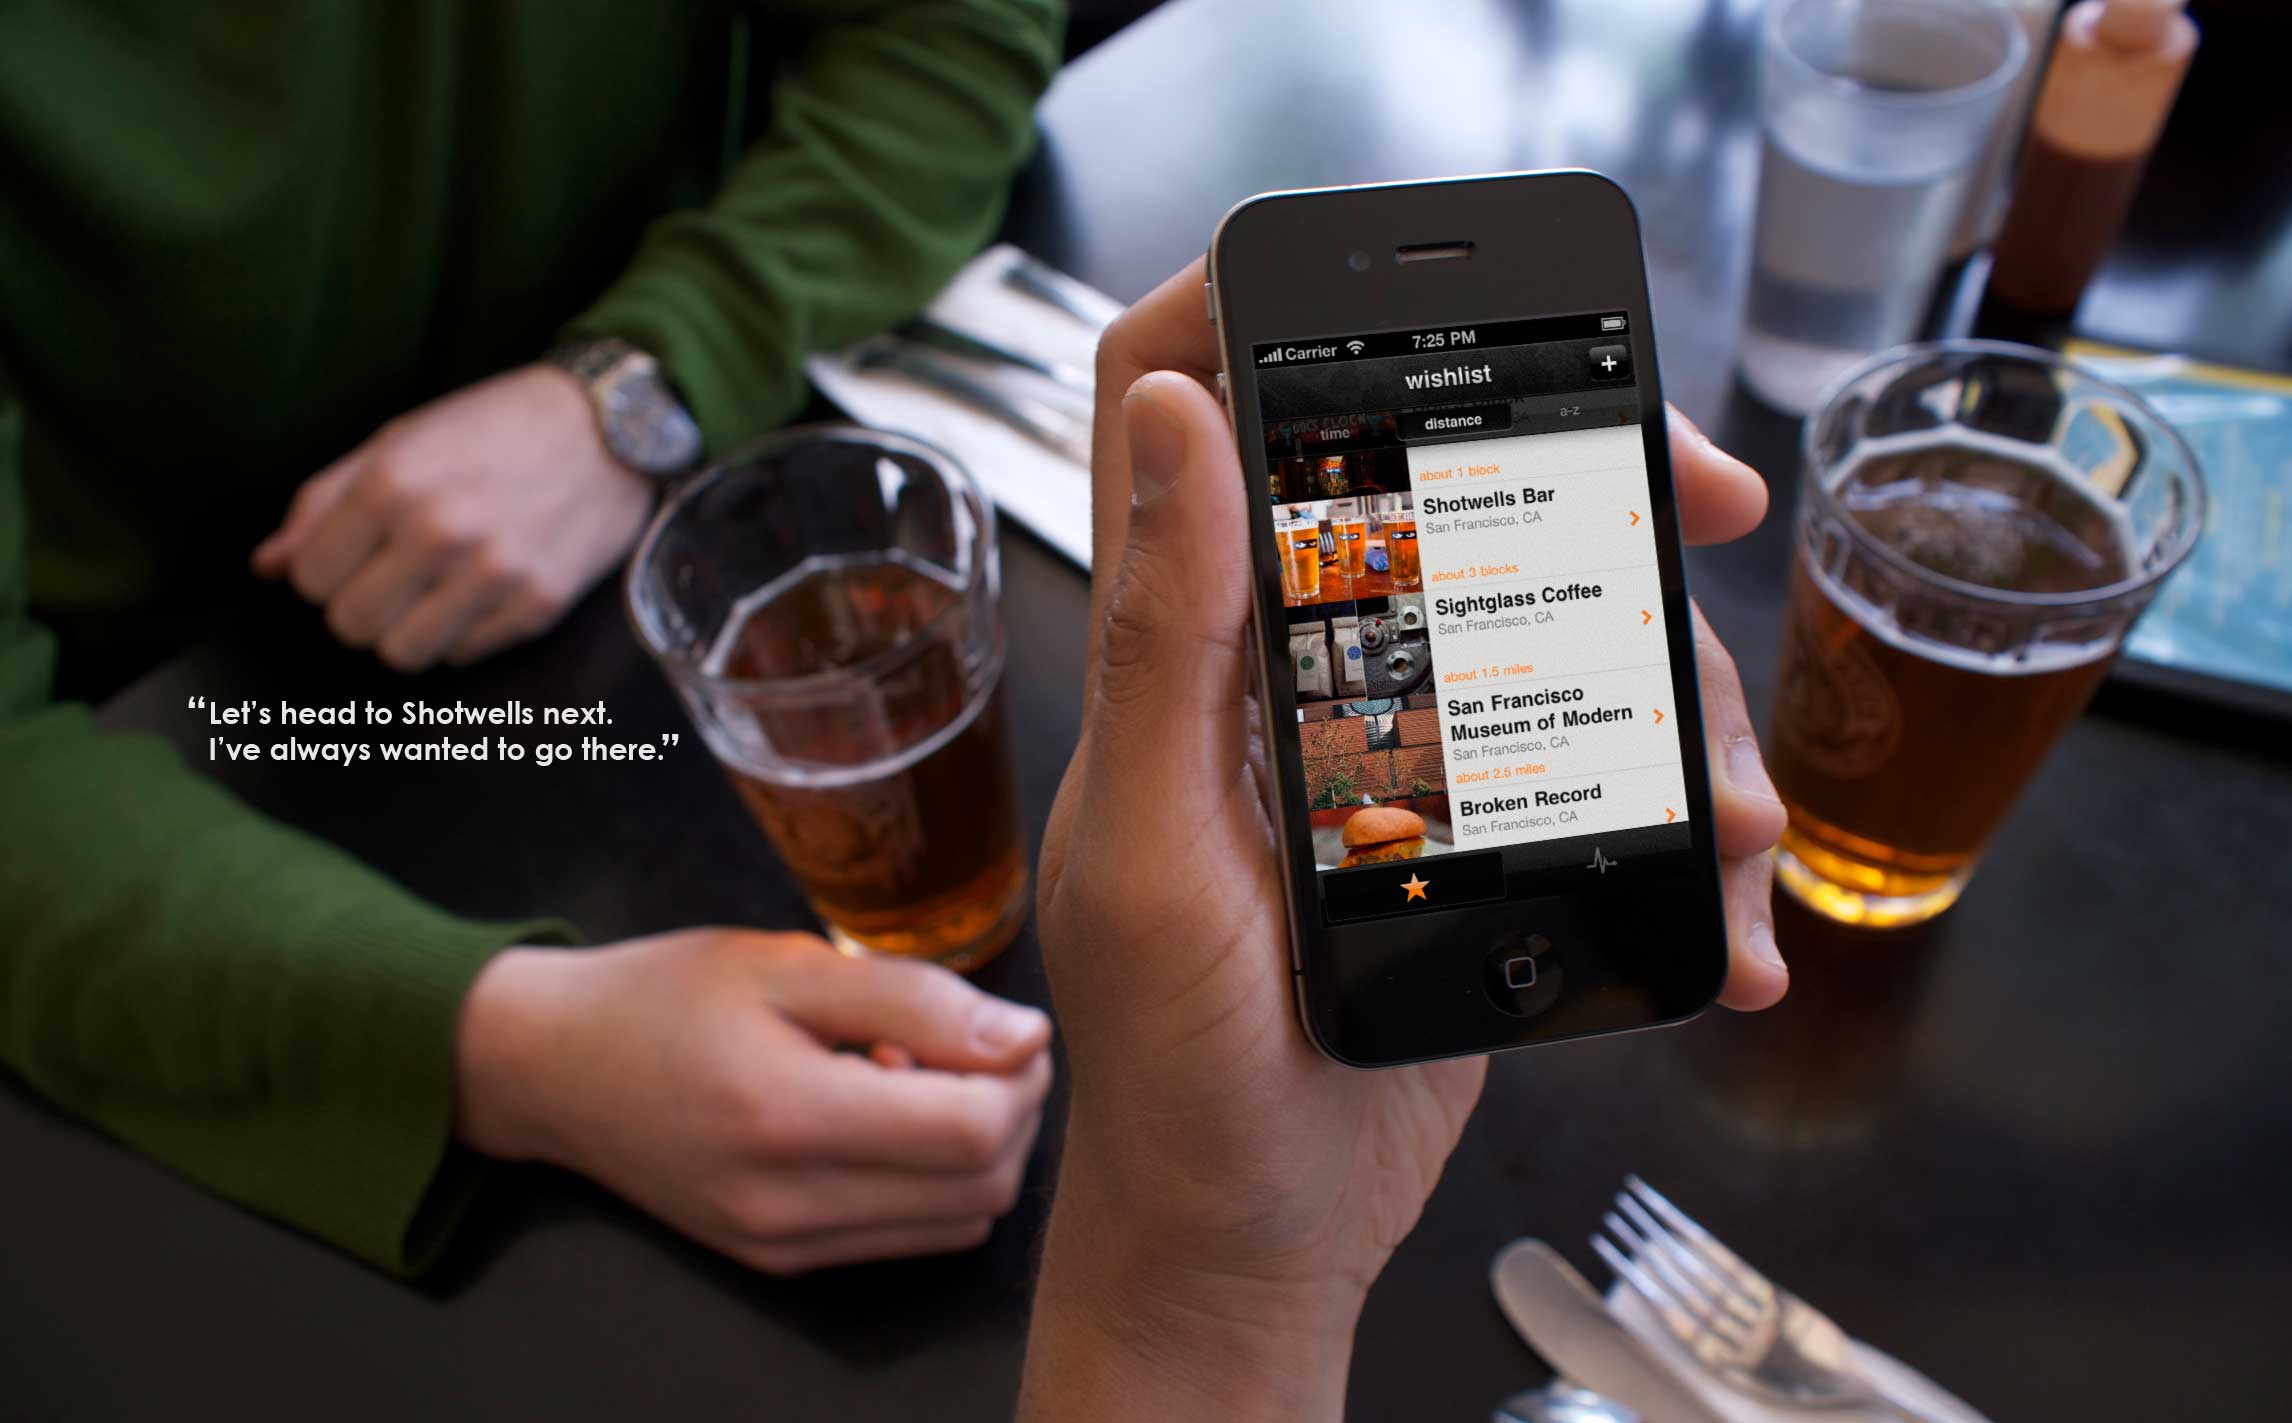 Carrier 7:25 PM
wishlist +
time distance a-z
about 1 block
Shotwells Bar
San Francisco, CA
about 3 blocks
Sightglass Coffee
San Francisco, CA
about 1.5 miles
San Francisco
Museum of Modern
San Francisco, CA
about 2.5 miles
Broken Record
San Francisco, CA
“Let’s head to Shotwells next.
I’ve always wanted to go there.”